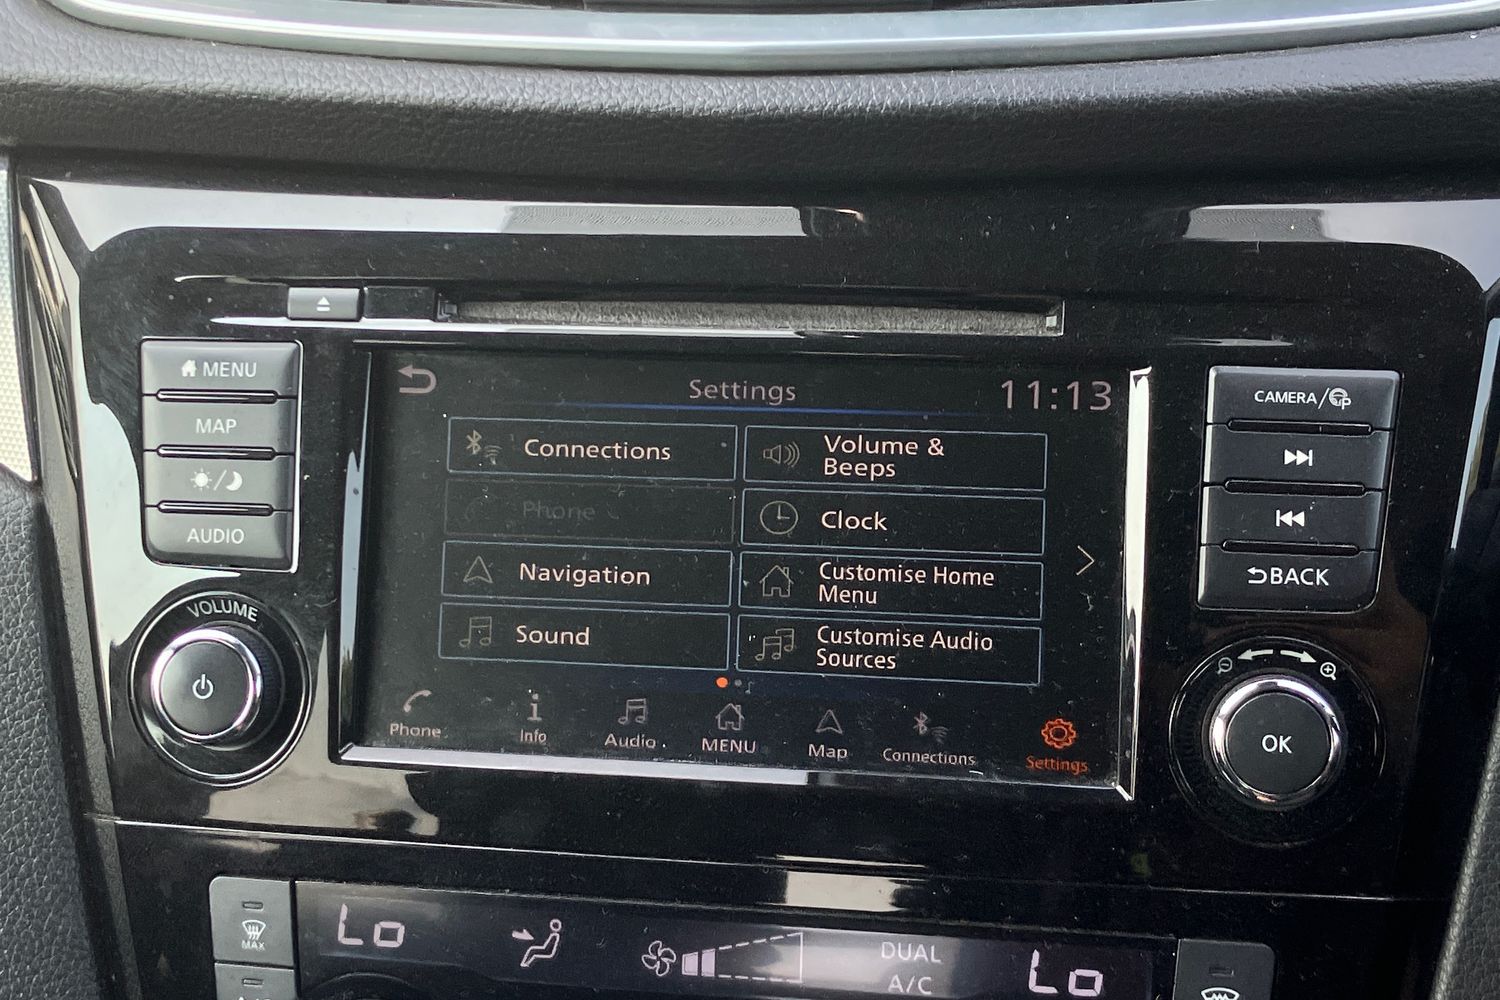 MENU
MAP
AUDIO
VOLUME
Settings
11:13
Connections
Volume &
Beeps
Phone
Clock
Navigation
Customise Home
Menu
Sound
Customise Audio
Sources
Phone
Info
Audio
MENU
Map
Connections
Settings
CAMERA/P
BACK
OK
MAX
Lo
DUAL
A/C
Lo